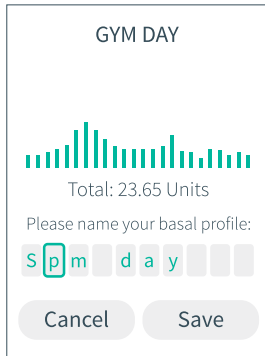 GYM DAY
Total: 23.65 Units
Please name your basal profile:
Spm day
Cancel Save